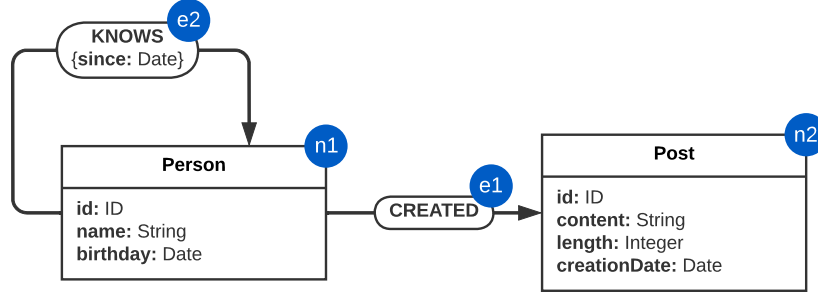 e2
KNOWS
{since: Date}
n1
Person
id: ID
name: String
birthday: Date
e1
CREATED
n2
Post
id: ID
content: String
length: Integer
creationDate: Date